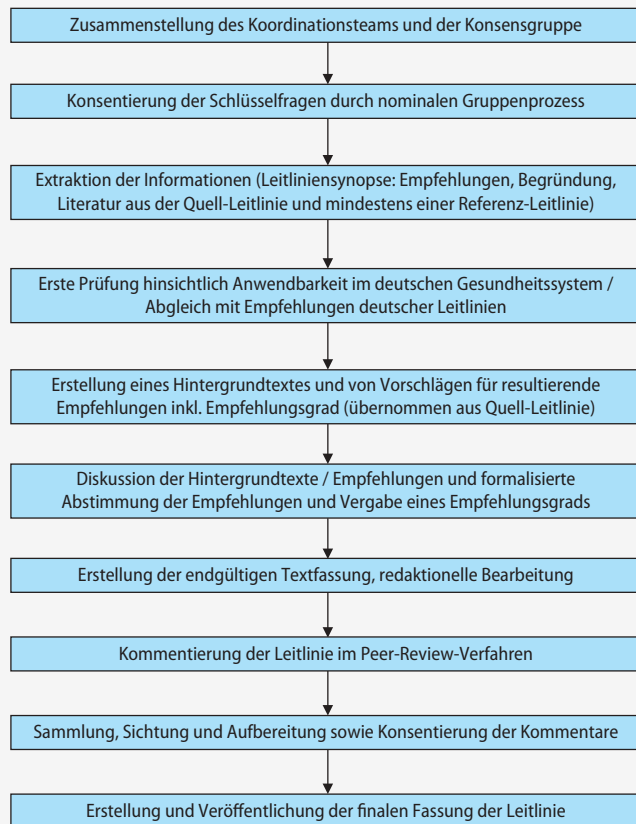 Zusammenstellung des Koordinationsteams und der Konsensgruppe
Konsentierung der Schlüsselfragen durch nominalen Gruppenprozess
Extraktion der Informationen (Leitliniensynopse: Empfehlungen, Begründung,
Literatur aus der Quell-Leitlinie und mindestens einer Referenz-Leitlinie)
Erste Prüfung hinsichtlich Anwendbarkeit im deutschen Gesundheitssystem /
Abgleich mit Empfehlungen deutscher Leitlinien
Erstellung eines Hintergrundtextes und von Vorschlägen für resultierende
Empfehlungen inkl. Empfehlungsgrad (übernommen aus Quell-Leitlinie)
Diskussion der Hintergrundtexte / Empfehlungen und formalisierte
Abstimmung der Empfehlungen und Vergabe eines Empfehlungsgrads
Erstellung der endgültigen Textfassung, redaktionelle Bearbeitung
Kommentierung der Leitlinie im Peer-Review-Verfahren
Sammlung, Sichtung und Aufbereitung sowie Konsentierung der Kommentare
Erstellung und Veröffentlichung der finalen Fassung der Leitlinie